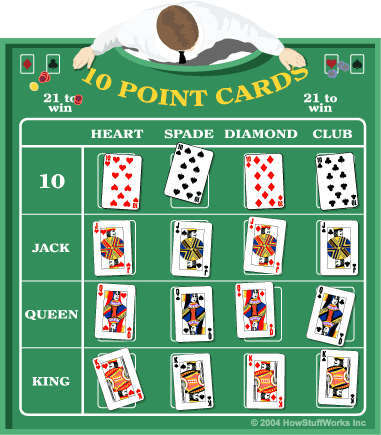 10 POINT CARDS
21 to win
21 to win
HEART SPADE DIAMOND CLUB
10
JACK
QUEEN
KING
© 2004 HowStuffWorks Inc